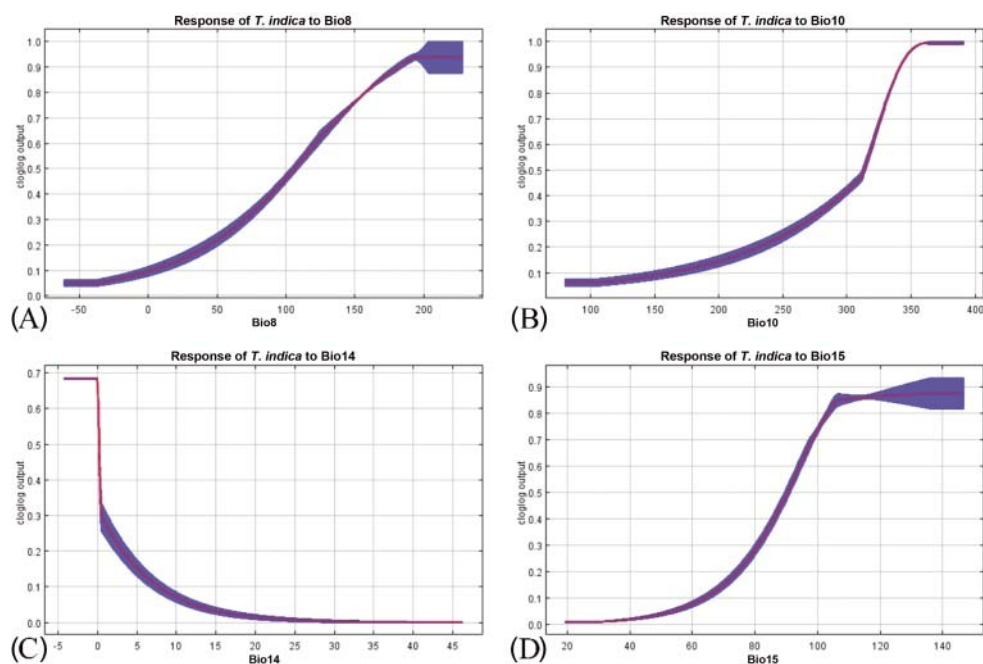 Response of T. indica to Bio8
cloglog output
1.0
0.9
0.8
0.7
0.6
0.5
0.4
0.3
0.2
0.1
0.0
-50 0 50 100 150 200
Bio8
(A)
Response of T. indica to Bio10
cloglog output
1.0
0.9
0.8
0.7
0.6
0.5
0.4
0.3
0.2
0.1
100 150 200 250 300 350 400
Bio10
(B)
Response of T. indica to Bio14
cloglog output
0.7
0.6
0.5
0.4
0.3
0.2
0.1
0.0
-5 0 5 10 15 20 25 30 35 40 45
Bio14
(C)
Response of T. indica to Bio15
cloglog output
0.9
0.8
0.7
0.6
0.5
0.4
0.3
0.2
0.1
0.0
20 40 60 80 100 120 140
Bio15
(D)